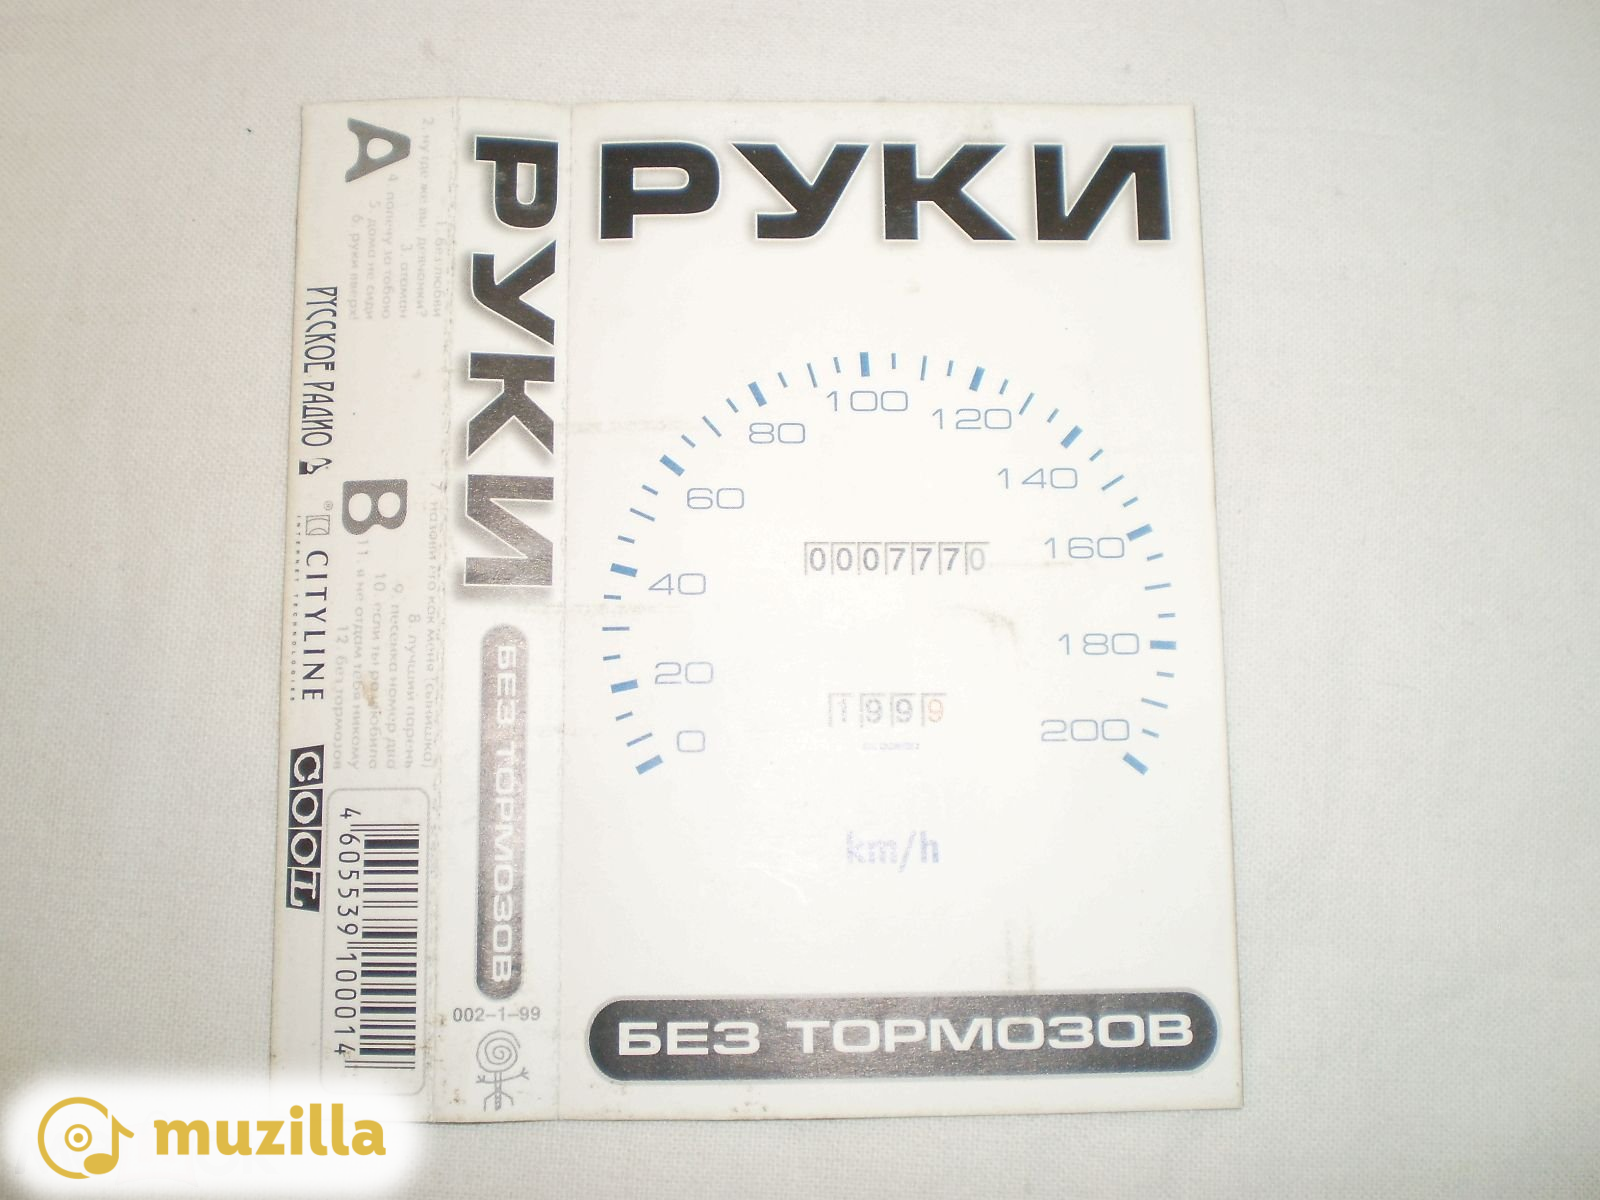 РУКИ
100
80
120
60
140
0007770
160
40
180
20
1999
200
0
km/h
БЕЗ ТОРМОЗОВ
РУКИ
БЕЗ ТОРМОЗОВ
002-1-99
A
1. без любви
2. ну где же вы, девчонки?
3. атаман
4. полечу за тобою
5. дома не сиди
6. руки вверх!
B
7. назови его как меня (сынишка)
8. лучший парень
9. песенка номер два
10. если ты разлюбила
11. я не отдам тебя никому
12. без тормозов
РУССКОЕ РАДИО
® CITYLINE
INTERNET TECHNOLOGIES
COOL
4 605539 100014
muzilla